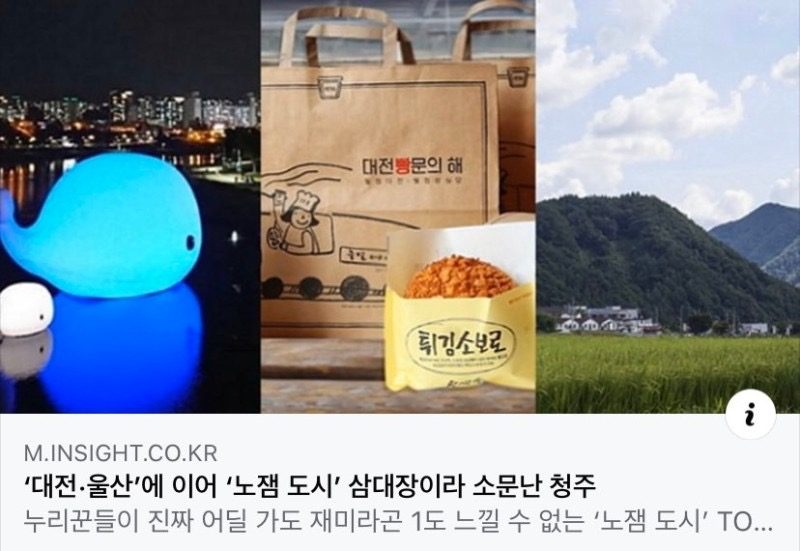 대전빵문의 해
튀김소보로
M.INSIGHT.CO.KR
‘대전·울산’에 이어 ‘노잼 도시’ 삼대장이라 소문난 청주
누리꾼들이 진짜 어딜 가도 재미라곤 1도 느낄 수 없는 ‘노잼 도시’ TO...